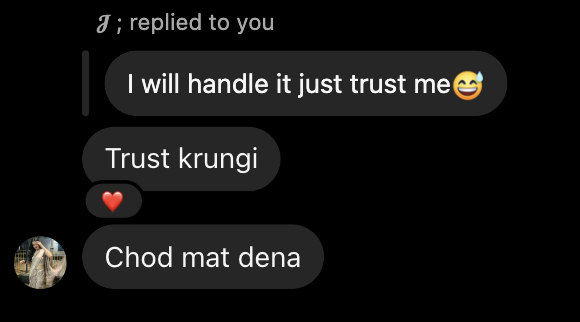 𝒥 ; replied to you
I will handle it just trust me😅
Trust krungi
❤️
Chod mat dena